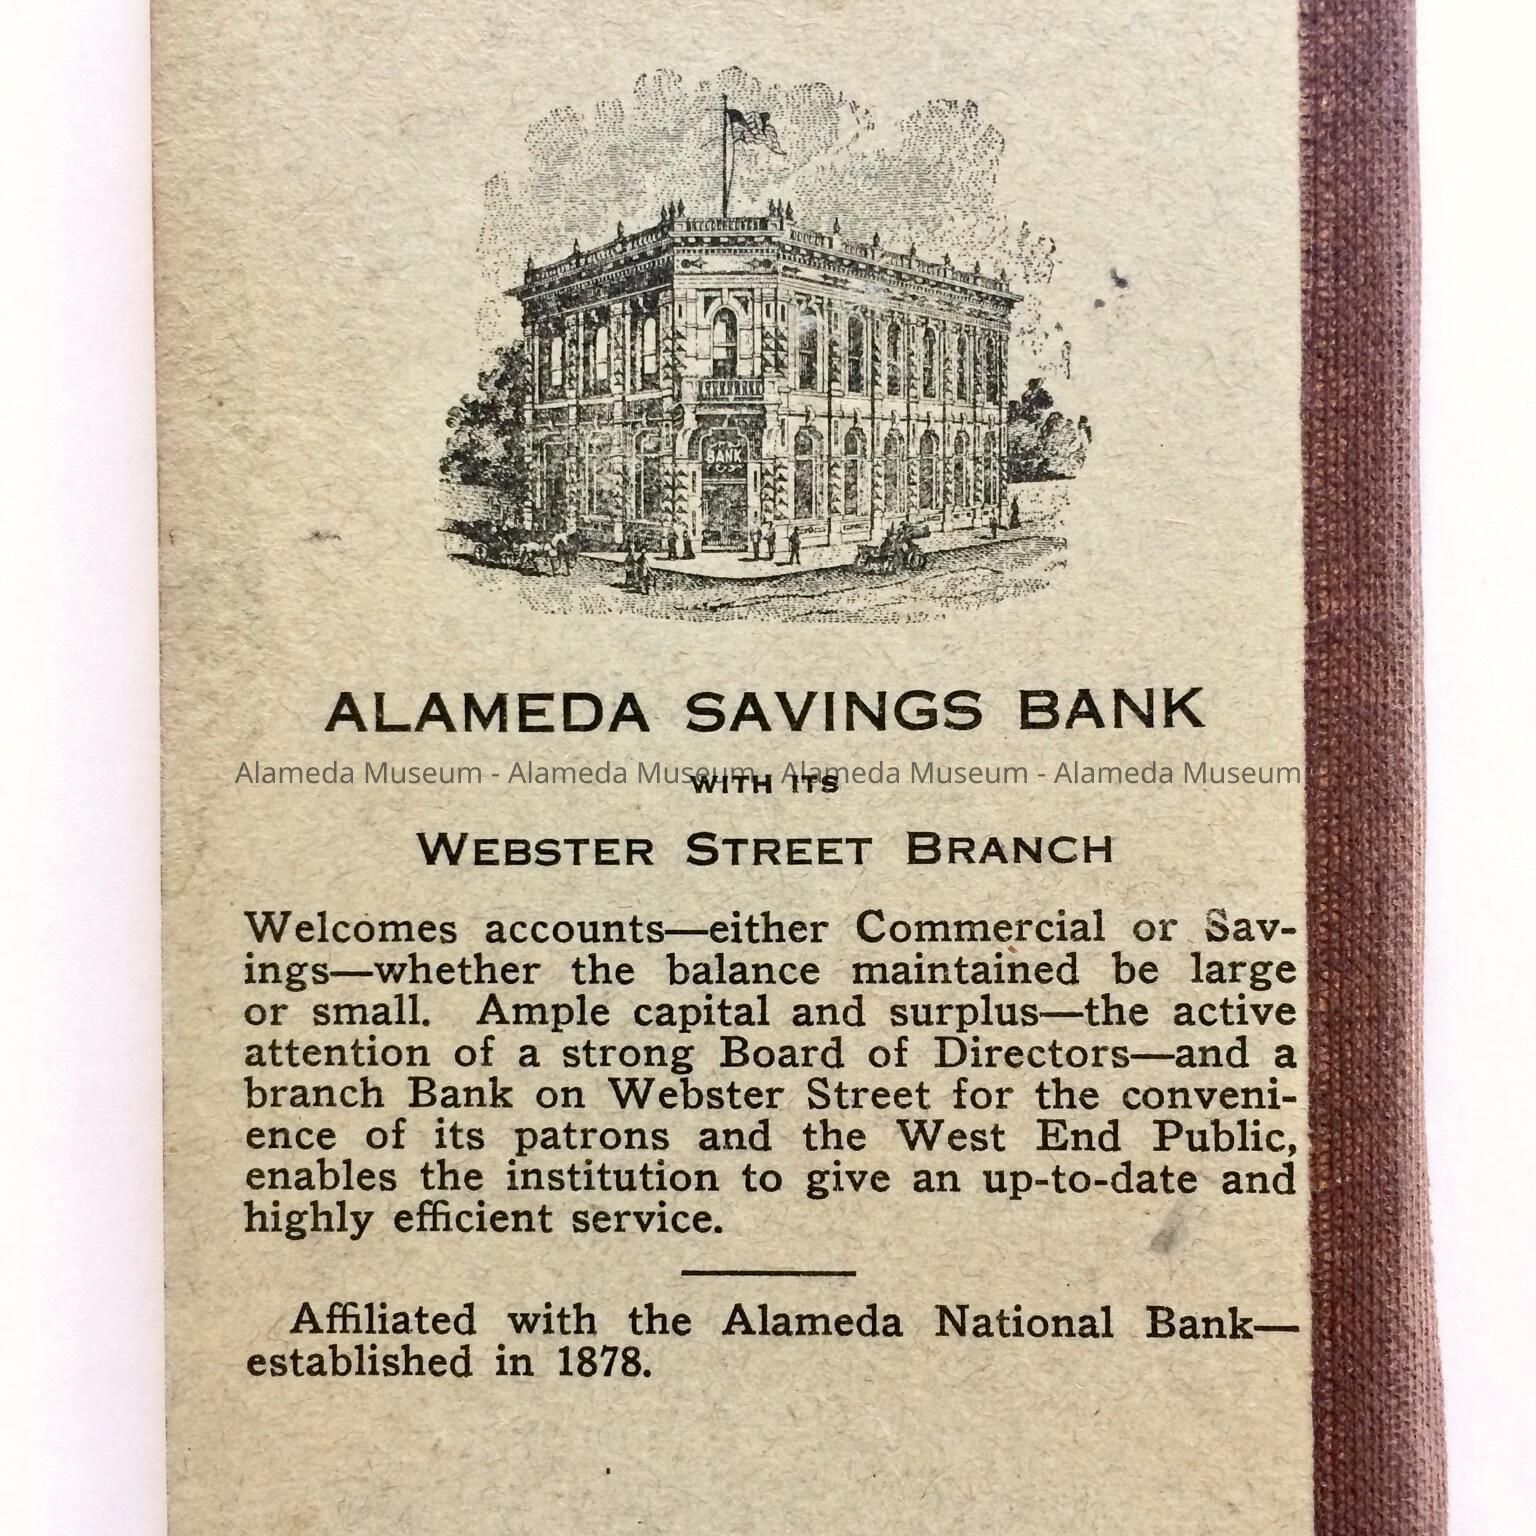 BANK
ALAMEDA SAVINGS BANK
Alameda Museum - Alameda Museum - Alameda Museum - Alameda Museum
WITH ITS
WEBSTER STREET BRANCH
Welcomes accounts—either Commercial or Sav-
ings—whether the balance maintained be large
or small. Ample capital and surplus—the active
attention of a strong Board of Directors—and a
branch Bank on Webster Street for the conveni-
ence of its patrons and the West End Public,
enables the institution to give an up-to-date and
highly efficient service.
Affiliated with the Alameda National Bank—
established in 1878.